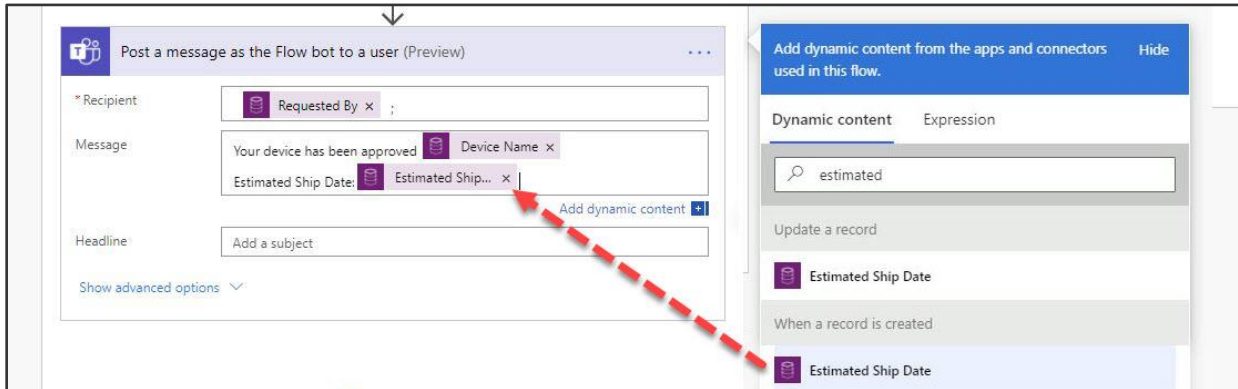 Post a message as the Flow bot to a user (Preview)
* Recipient
Requested By × ;
Message
Your device has been approved Device Name ×
Estimated Ship Date: Estimated Ship... ×
Add dynamic content
Headline
Add a subject
Show advanced options
Add dynamic content from the apps and connectors
used in this flow.
Hide
Dynamic content Expression
estimated
Update a record
Estimated Ship Date
When a record is created
Estimated Ship Date